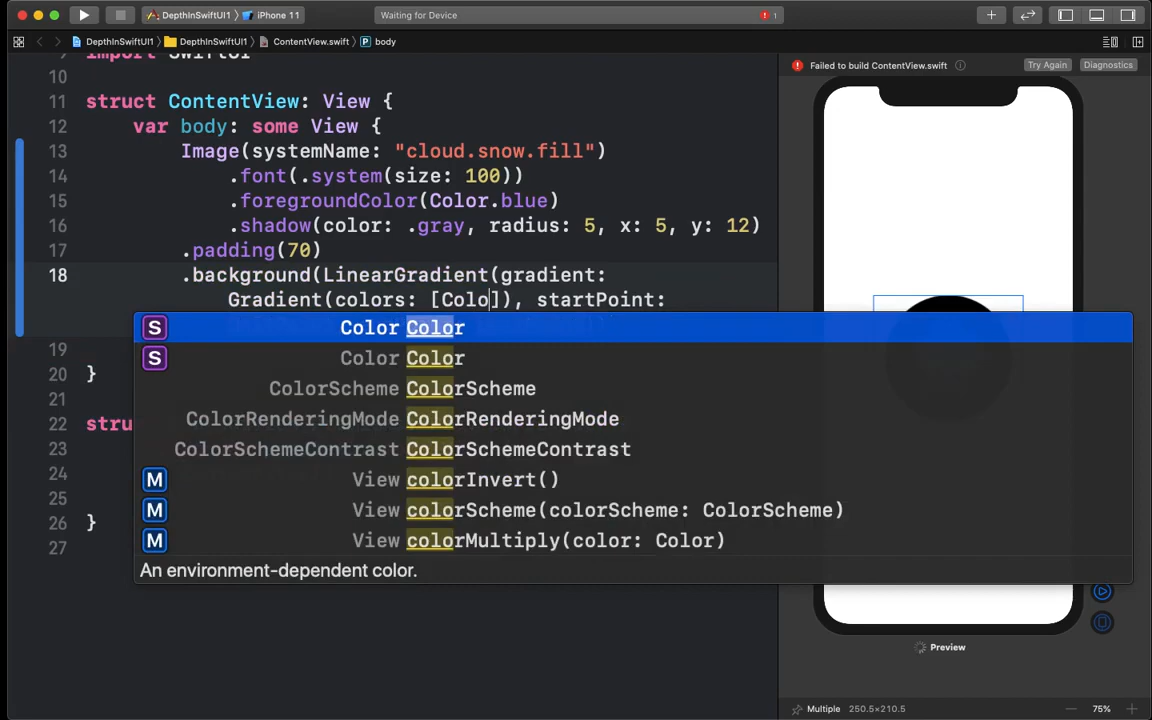 DepthInSwiftUI1 〉 iPhone 11
Waiting for Device
1
DepthInSwiftUI1 〉 DepthInSwiftUI1 〉 ContentView.swift 〉 P body
9 import SwiftUI
10
11 struct ContentView: View {
12 var body: some View {
13 Image(systemName: "cloud.snow.fill")
14 .font(.system(size: 100))
15 .foregroundColor(Color.blue)
16 .shadow(color: .gray, radius: 5, x: 5, y: 12)
17 .padding(70)
18 .background(LinearGradient(gradient:
Gradient(colors: [Colo]), startPoint:
S Color Color
S Color Color
ColorScheme ColorScheme
ColorRenderingMode ColorRenderingMode
ColorSchemeContrast ColorSchemeContrast
M View colorInvert()
M View colorScheme(colorScheme: ColorScheme)
M View colorMultiply(color: Color)
An environment-dependent color.
19
20 }
21
22 stru
23
24
25
26 }
27
Failed to build ContentView.swift
Try Again
Diagnostics
Preview
Multiple 250.5×210.5
75%